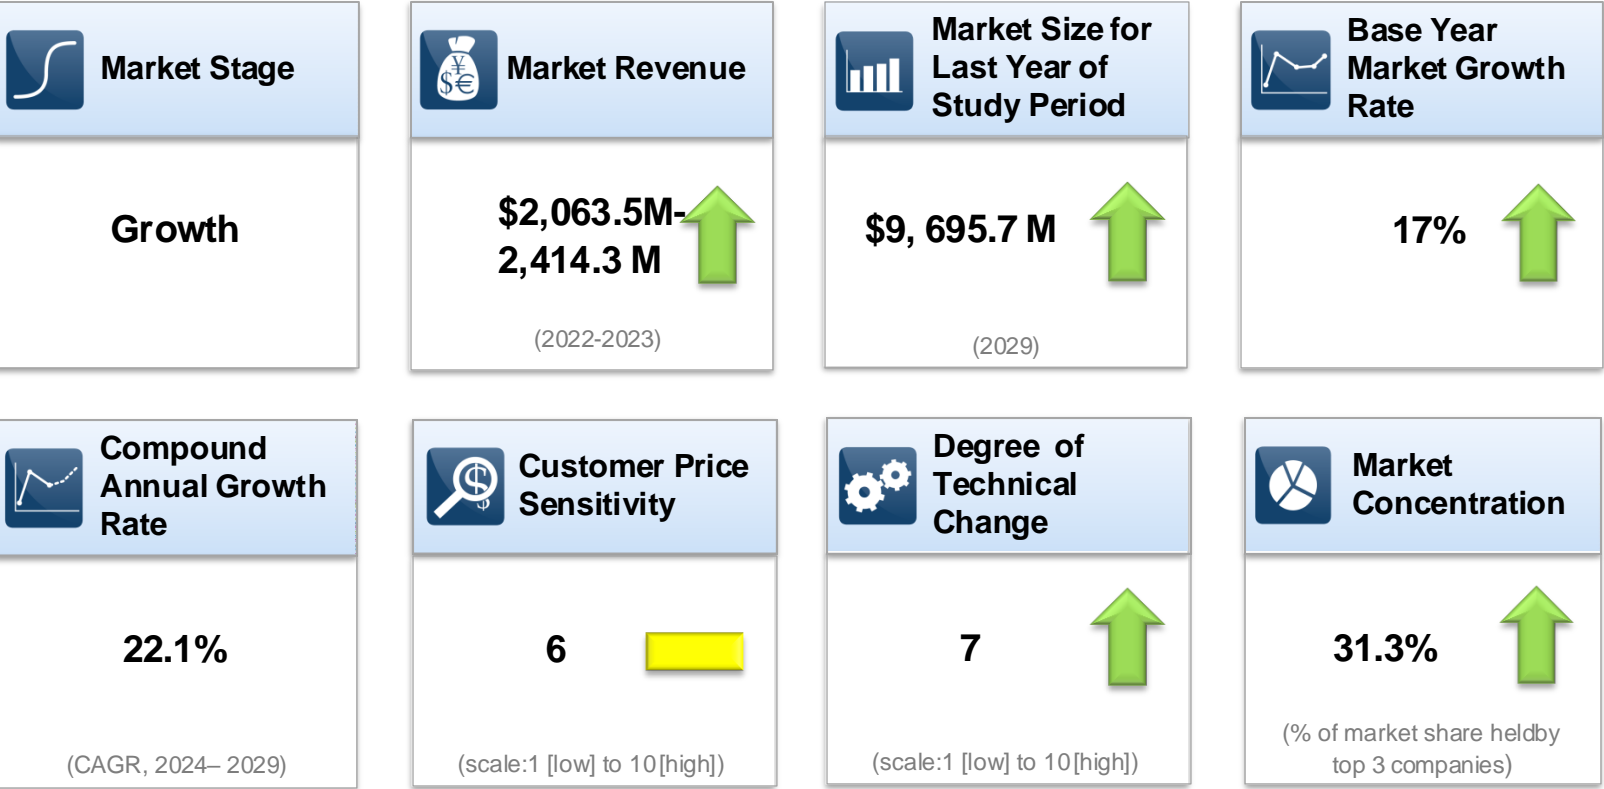 Market Stage
Growth
Market Revenue
$2,063.5M-
2,414.3 M
(2022-2023)
Market Size for
Last Year of
Study Period
$9, 695.7 M
(2029)
Base Year
Market Growth
Rate
17%
Compound
Annual Growth
Rate
22.1%
(CAGR, 2024– 2029)
Customer Price
Sensitivity
6
(scale:1 [low] to 10[high])
Degree of
Technical
Change
7
(scale:1 [low] to 10[high])
Market
Concentration
31.3%
(% of market share heldby
top 3 companies)